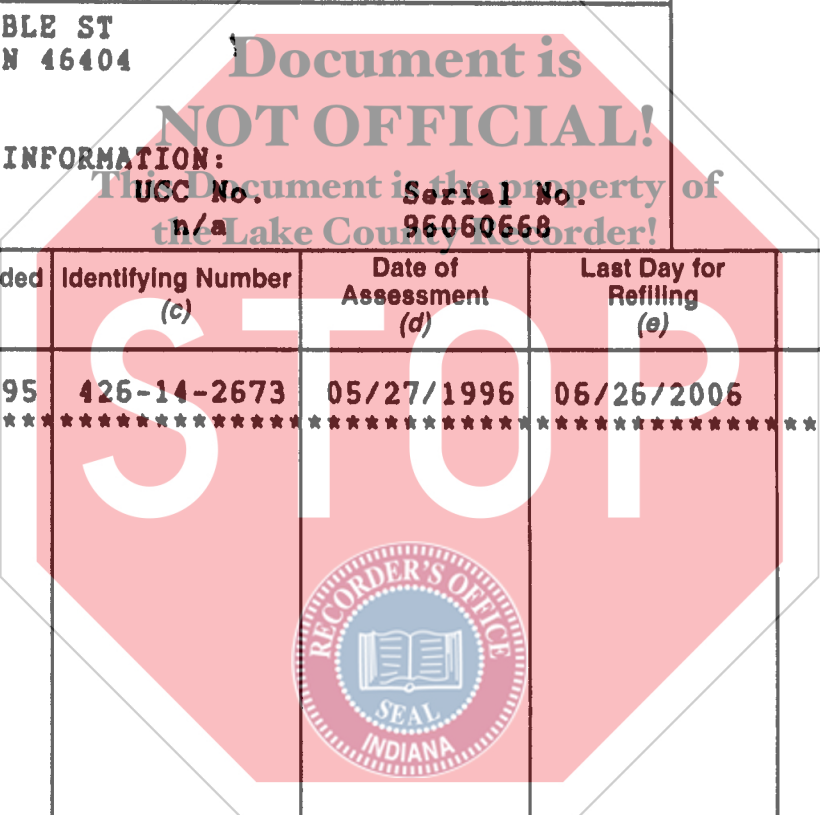 BLE ST
N 46404
Document is
NOT OFFICIAL!
INFORMATION:
This Document is the property of
UCC No. Serial No.
n/a 96060668
the Lake County Recorder!
ded Identifying Number (c) Date of Assessment (d) Last Day for Refiling (e)
95 426-14-2673 05/27/1996 06/26/2006
STOP
RECORDER'S OFFICE
SEAL
INDIANA